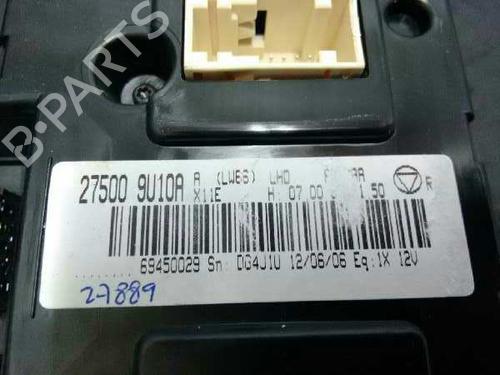 B-PARTS
27500 9U10A A (LW66) LHD
X11E H: 07.00 1.50 R
69450029 Sn: DG4J1U 12/06/06 Eq:1X 12V
27889